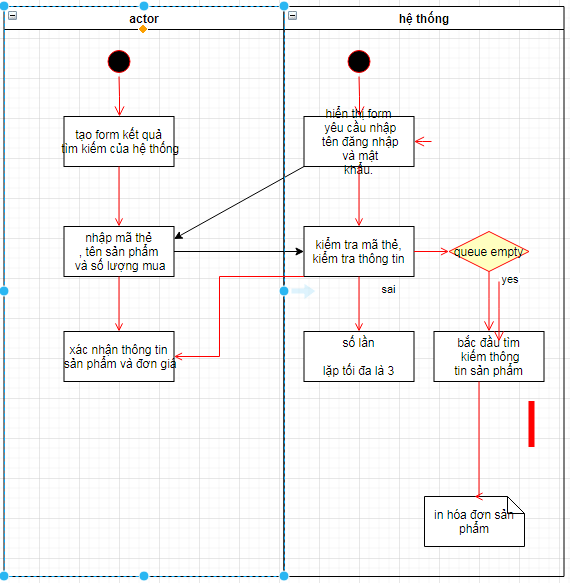 actor
hệ thống
tạo form kết quả
tìm kiếm của hệ thống
hiển thị form
yêu cầu nhập
tên đăng nhập
và mật
khẩu.
nhập mã thẻ
, tên sản phẩm
và số lượng mua
kiểm tra mã thẻ,
kiểm tra thông tin
queue empty
yes
sai
xác nhận thông tin
sản phẩm và đơn giá
số lần
lặp tối đa là 3
bắc đầu tìm
kiếm thông
tin sản phẩm
in hóa đơn sản
phẩm